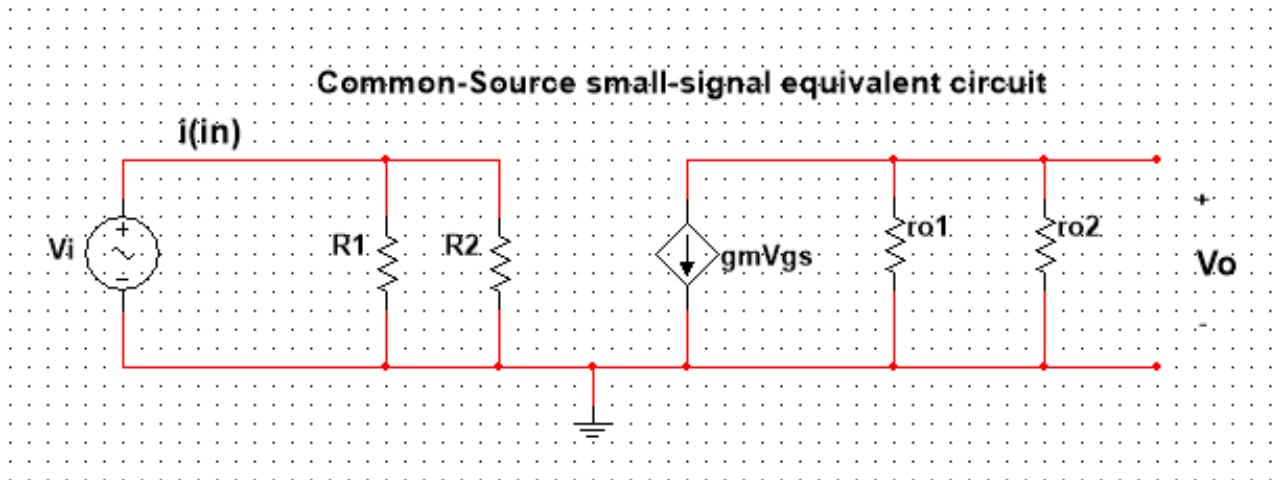 Common-Source small-signal equivalent circuit
i(in)
Vi
+
-
R1
R2
gmVgs
ro1
ro2
+
Vo
-